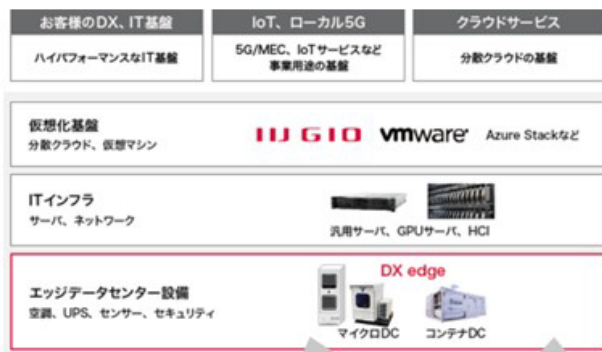 お客様のDX、IT基盤
ハイパフォーマンスなIT基盤
IoT、ローカル5G
5G/MEC、IoTサービスなど
事業用途の基盤
クラウドサービス
分散クラウドの基盤
仮想化基盤
分散クラウド、仮想マシン
IIJ GIO vmware Azure Stackなど
ITインフラ
サーバ、ネットワーク
汎用サーバ、GPUサーバ、HCI
エッジデータセンター設備
空調、UPS、センサー、セキュリティ
DX edge
マイクロDC コンテナDC